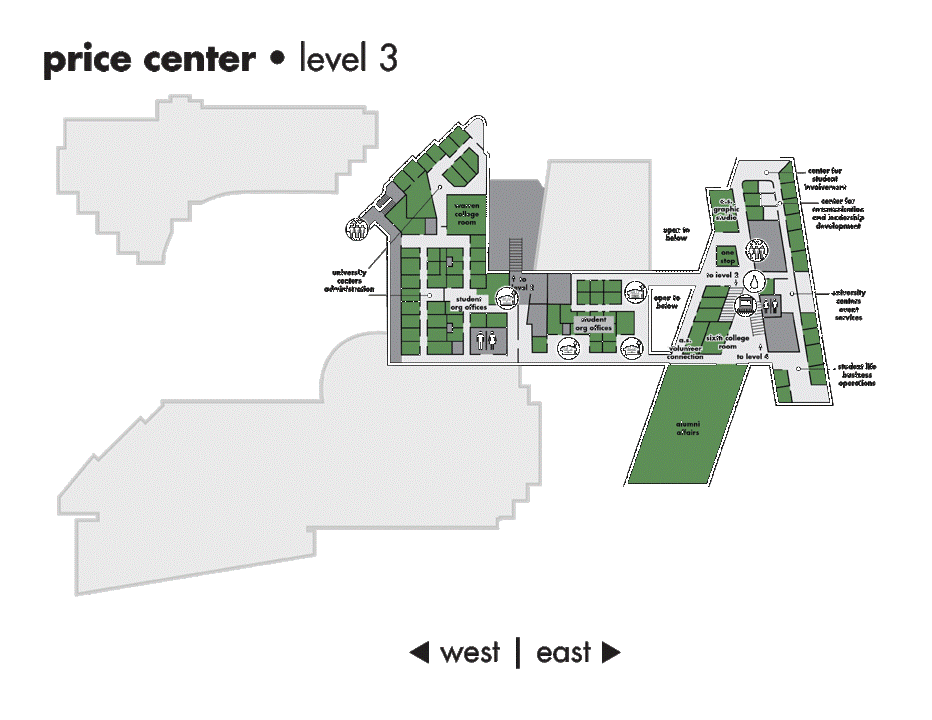 price center • level 3
center for
student
involvement
center for
communication
and leadership
development
a.s.
graphic
studio
warren
college
room
open to
below
one
stop
university
centers
administration
to level 2
to
level 2
student
org offices
open to
below
university
centers
event
services
student
org offices
a.s.
volunteer
connection
sixth college
room
to level 4
student life
business
operations
alumni
affairs
◀ west | east ▶